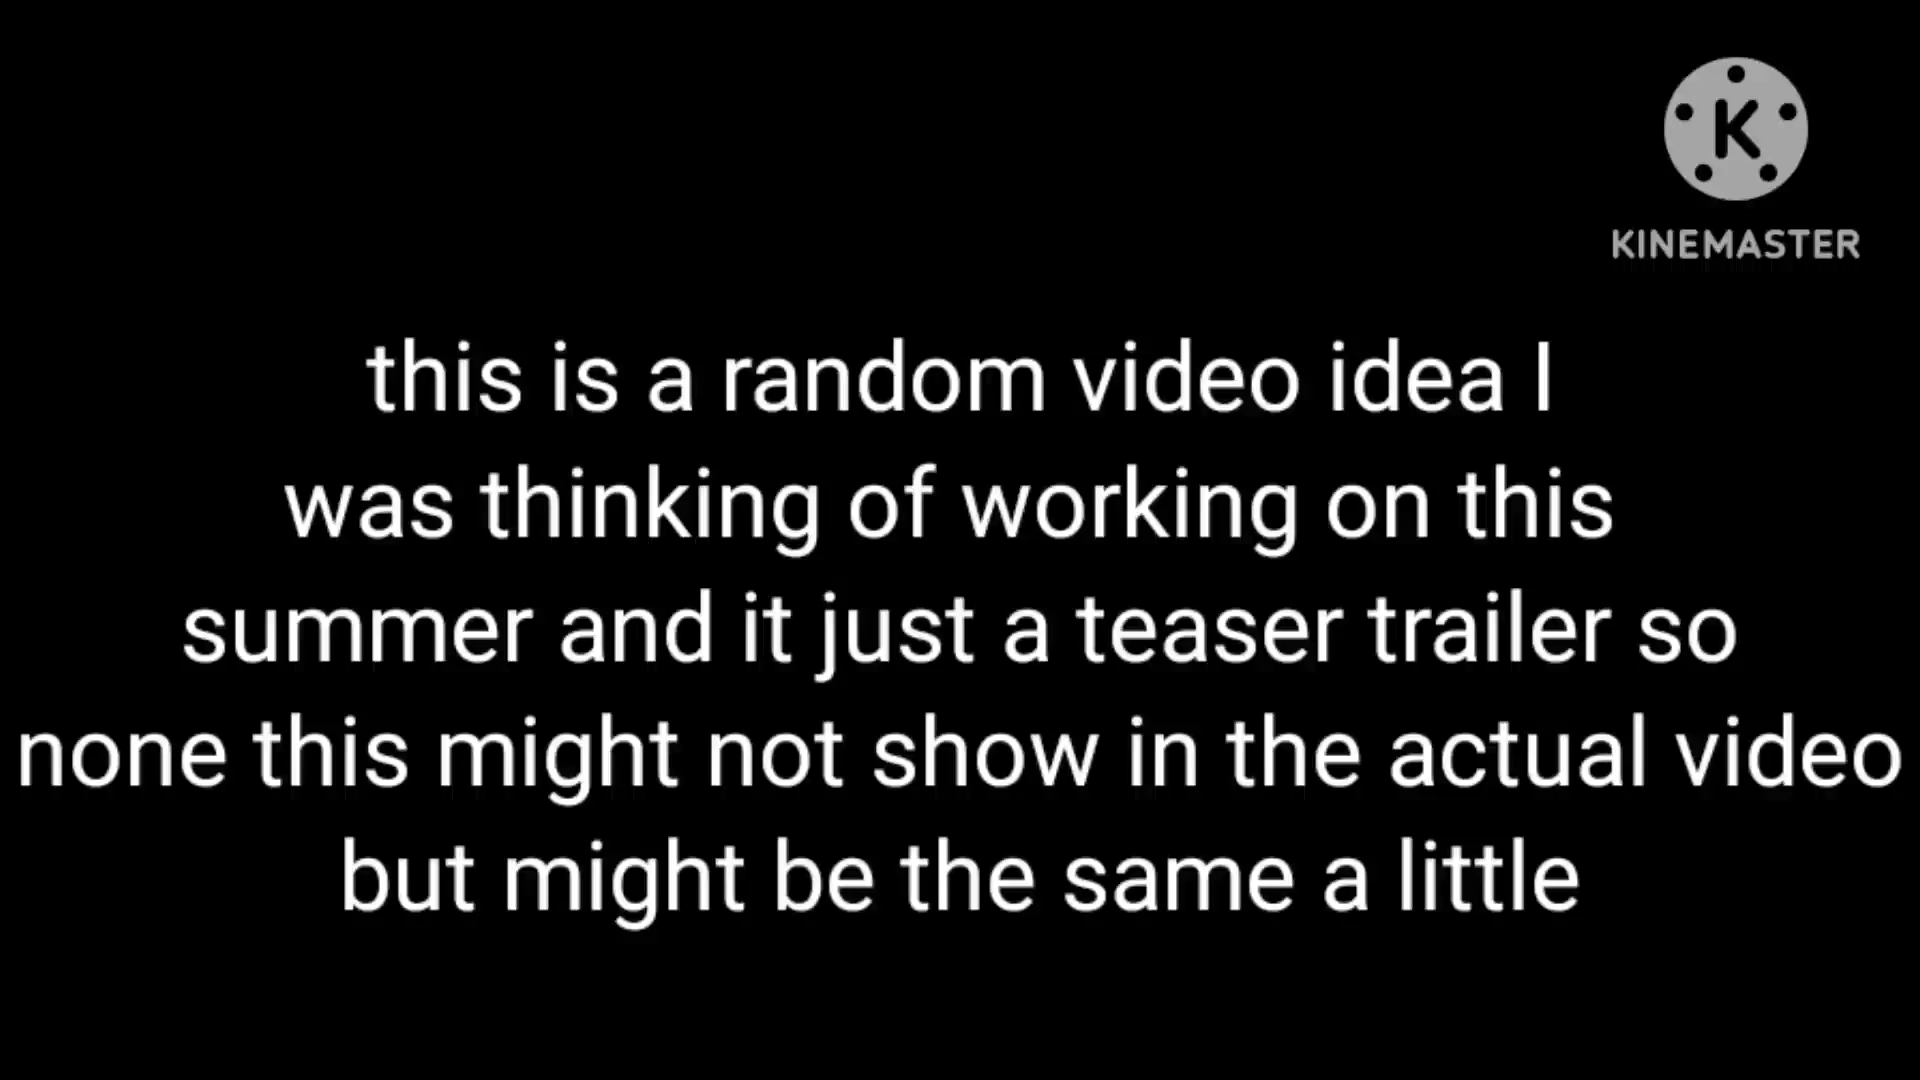 K
KINEMASTER
this is a random video idea I
was thinking of working on this
summer and it just a teaser trailer so
none this might not show in the actual video
but might be the same a little